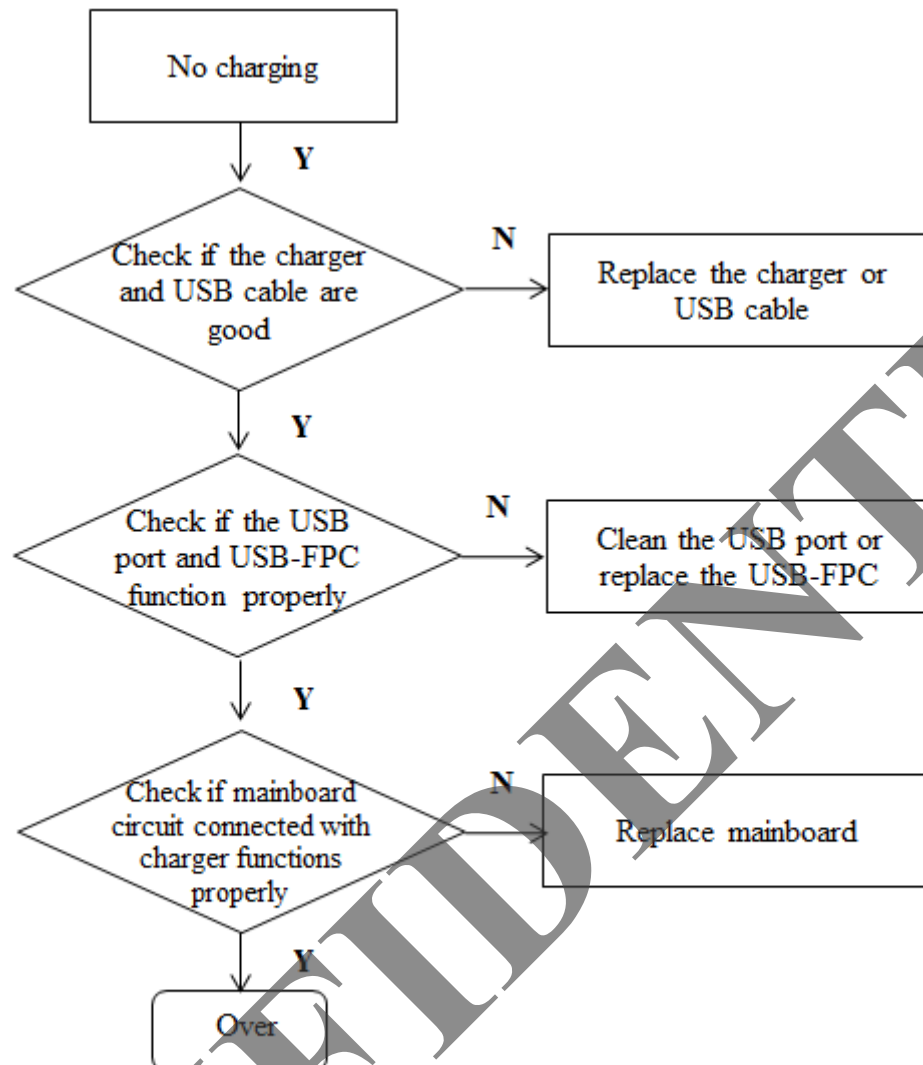 No charging
Y
Check if the charger
and USB cable are
good
N
Replace the charger or
USB cable
Y
Check if the USB
port and USB-FPC
function properly
N
Clean the USB port or
replace the USB-FPC
Y
Check if mainboard
circuit connected with
charger functions
properly
N
Replace mainboard
Y
Over
FIDENT